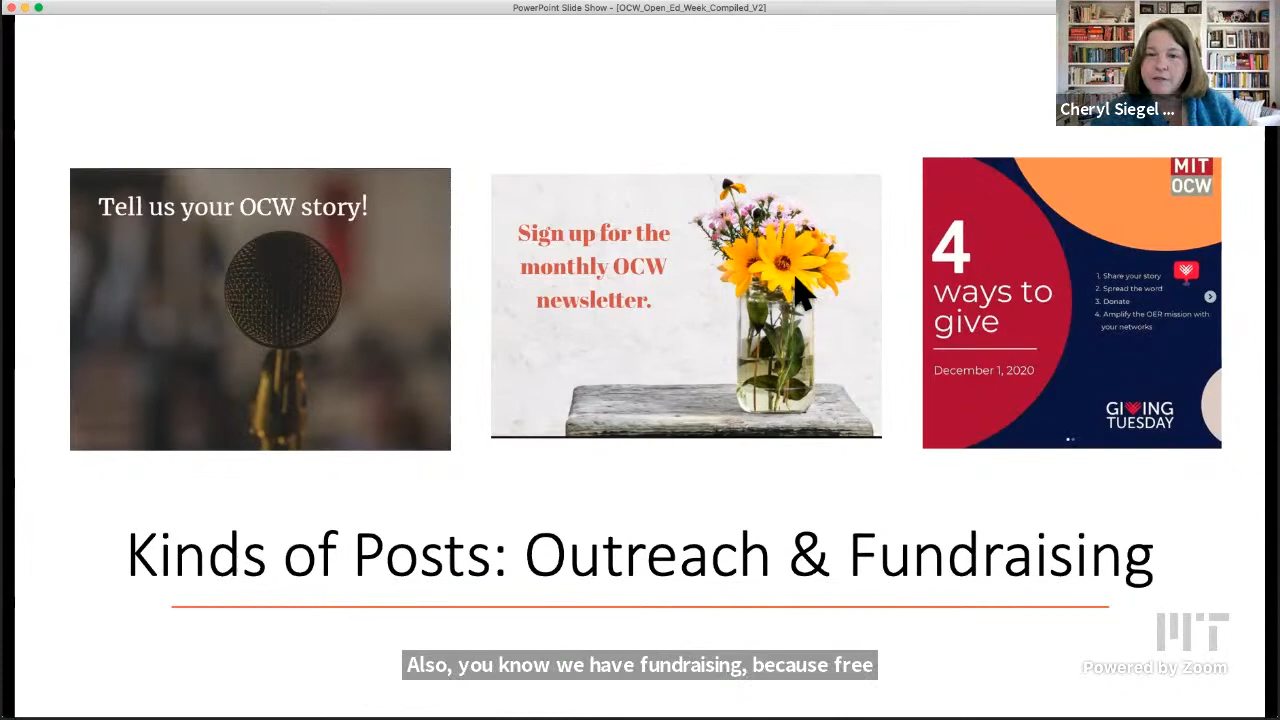 PowerPoint Slide Show - [OCW_Open_Ed_Week_Compiled_V2]
Cheryl Siegel ...
Tell us your OCW story!
Sign up for the
monthly OCW
newsletter.
MIT
OCW
4
ways to
give
December 1, 2020
1. Share your story
2. Spread the word
3. Donate
4. Amplify the OER mission with
your networks
GIVING
TUESDAY
Kinds of Posts: Outreach & Fundraising
Also, you know we have fundraising, because free
MIT
Powered by Zoom